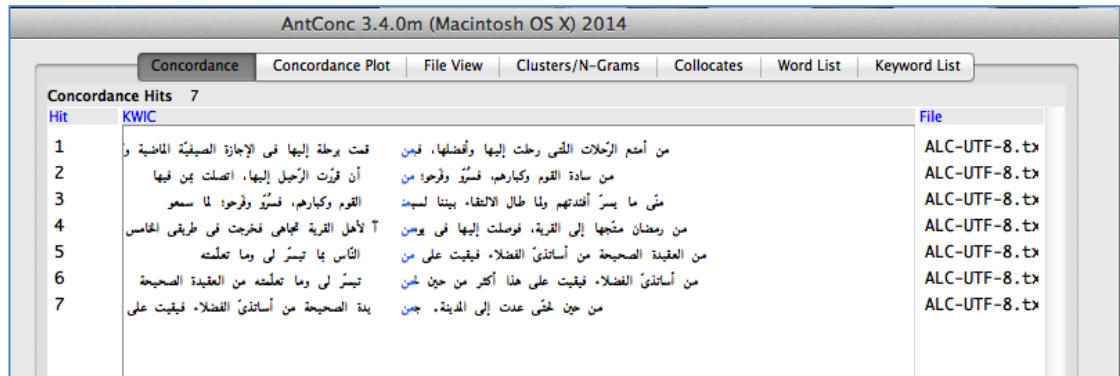 AntConc 3.4.0m (Macintosh OS X) 2014
Concordance Concordance Plot File View Clusters/N-Grams Collocates Word List Keyword List
Concordance Hits 7
Hit KWIC File
1 من أمتع الرّحلات الّتى رحلت إليها وأفضلها، فبمن قمت برحلة إليها فى الإجازة الصيفيّة الماضية ALC-UTF-8.tx
2 من سادة القوم وكبارهم، فسُرّو وفرحو؛ من أن قرّرت الرّحيل إليها، اتصلت بمن فيها ALC-UTF-8.tx
3 منّى ما يسرّ أفئدتهم ولما طال الالتقاء بيننا القوم وكبارهم، فسُرّو وفرحو؛ لما سمعو ALC-UTF-8.tx
4 من رمضان متّجها إلى القرية، فوصلت إليها فى يومن لأهل القرية تجاهى فخرجت فى طريقى الخامس ALC-UTF-8.tx
5 من العقيدة الصحيحة من أساتذىّ الفضلاء فبقيت على من النّاس بما تيسّر لى وما تعلّمته ALC-UTF-8.tx
6 من أساتذىّ الفضلاء فبقيت على هذا أكثر من حين لحمن تيسّر لى وما تعلّمته من العقيدة الصحيحة ALC-UTF-8.tx
7 من حين لحتّى عدت إلى المدينة. جمن يدة الصحيحة من أساتذىّ الفضلاء فبقيت على ALC-UTF-8.tx